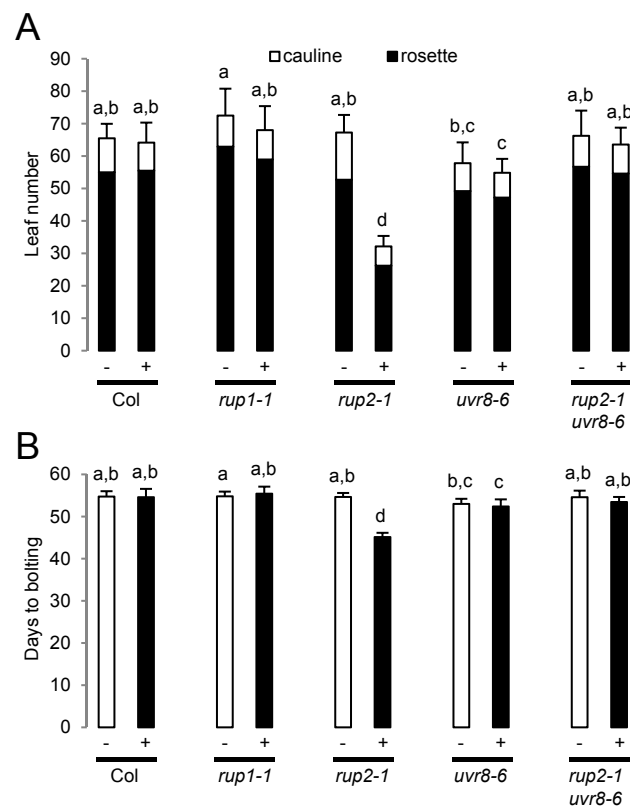 A
cauline rosette
Leaf number
90
80
70
60
50
40
30
20
10
0
a,b a,b a a,b a,b d b,c c a,b a,b
- + - + - + - + - +
Col rup1-1 rup2-1 uvr8-6 rup2-1
uvr8-6
B
Days to bolting
60
50
40
30
20
10
0
a,b a,b a a,b a,b d b,c c a,b a,b
- + - + - + - + - +
Col rup1-1 rup2-1 uvr8-6 rup2-1
uvr8-6